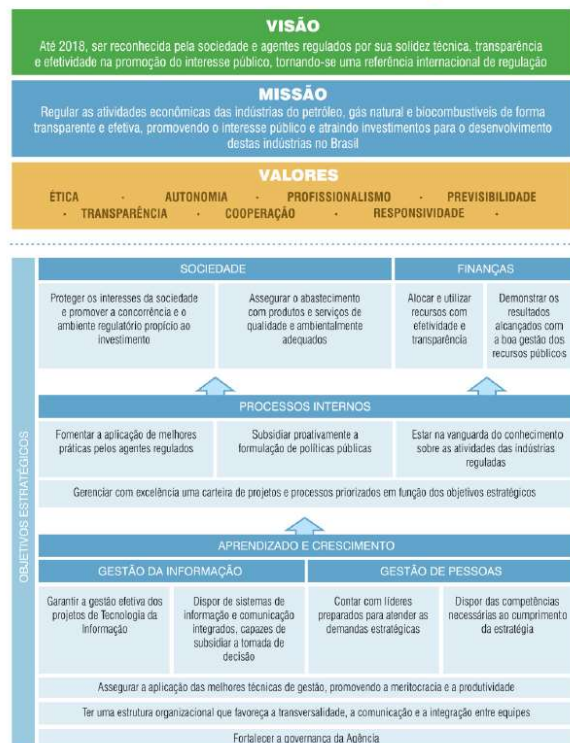 VISÃO
Até 2018, ser reconhecida pela sociedade e agentes regulados por sua solidez técnica, transparência
e efetividade na promoção do interesse público, tornando-se uma referência internacional de regulação
MISSÃO
Regular as atividades econômicas das indústrias do petróleo, gás natural e biocombustíveis de forma
transparente e efetiva, promovendo o interesse público e atraindo investimentos para o desenvolvimento
destas indústrias no Brasil
VALORES
ÉTICA · AUTONOMIA · PROFISSIONALISMO · PREVISIBILIDADE
· TRANSPARÊNCIA · COOPERAÇÃO · RESPONSIVIDADE ·
OBJETIVOS ESTRATÉGICOS
SOCIEDADE
Proteger os interesses da sociedade
e promover a concorrência e o
ambiente regulatório propício ao
investimento
Assegurar o abastecimento
com produtos e serviços de
qualidade e ambientalmente
adequados
FINANÇAS
Alocar e utilizar
recursos com
efetividade e
transparência
Demonstrar os
resultados
alcançados com
a boa gestão dos
recursos públicos
PROCESSOS INTERNOS
Fomentar a aplicação de melhores
práticas pelos agentes regulados
Subsidiar proativamente a
formulação de políticas públicas
Estar na vanguarda do conhecimento
sobre as atividades das indústrias
reguladas
Gerenciar com excelência uma carteira de projetos e processos priorizados em função dos objetivos estratégicos
APRENDIZADO E CRESCIMENTO
GESTÃO DA INFORMAÇÃO
Garantir a gestão efetiva dos
projetos de Tecnologia da
Informação
Dispor de sistemas de
informação e comunicação
integrados, capazes de
subsidiar a tomada de
decisão
GESTÃO DE PESSOAS
Contar com líderes
preparados para atender as
demandas estratégicas
Dispor das competências
necessárias ao cumprimento
da estratégia
Assegurar a aplicação das melhores técnicas de gestão, promovendo a meritocracia e a produtividade
Ter uma estrutura organizacional que favoreça a transversalidade, a comunicação e a integração entre equipes
Fortalecer a governança da Agência